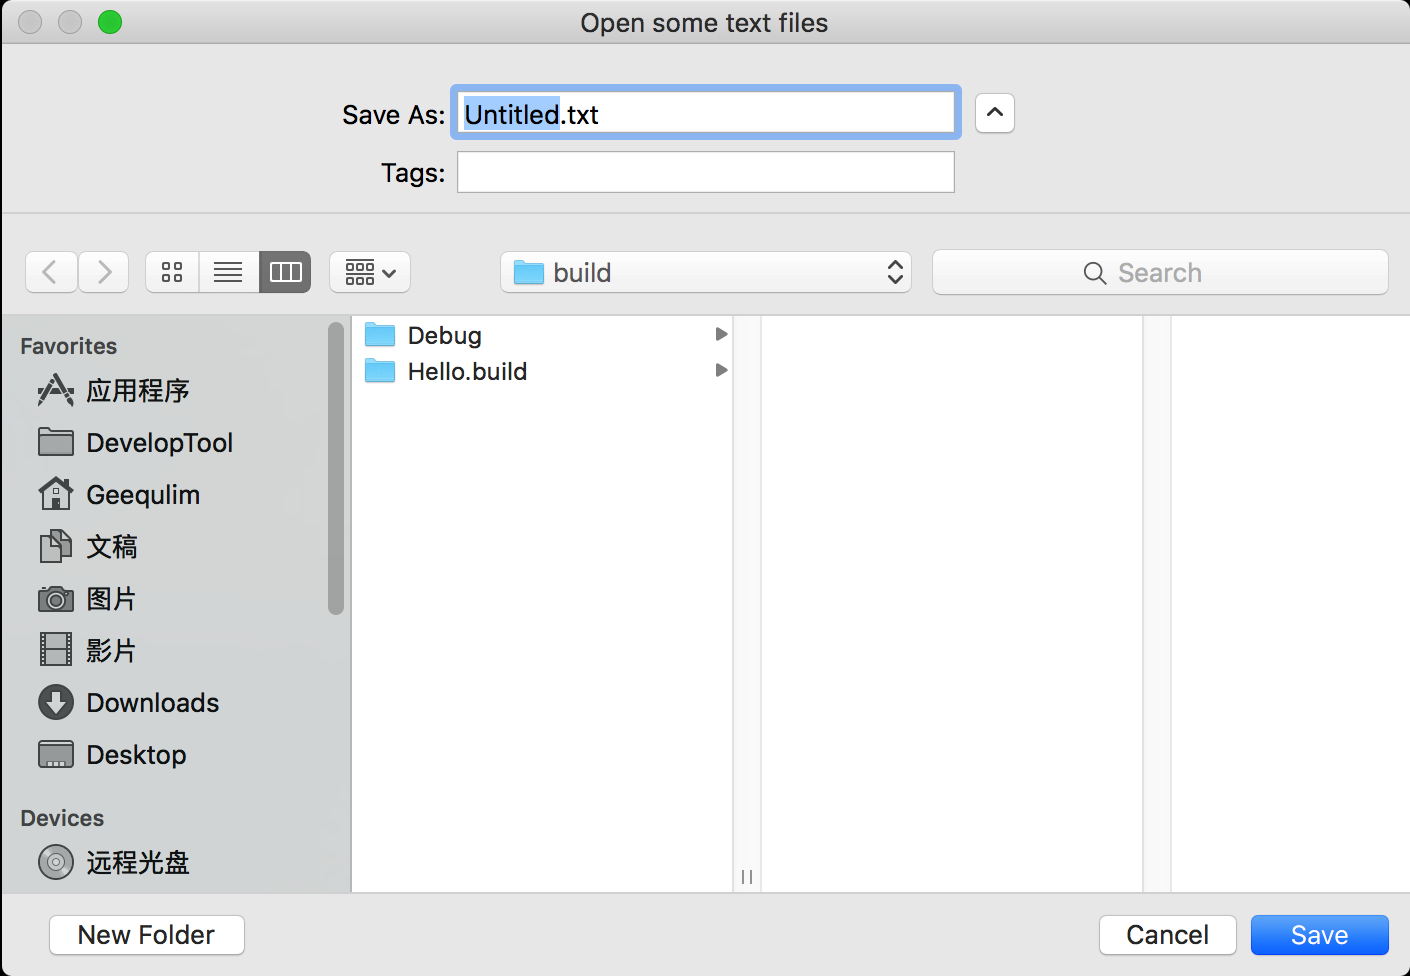 Open some text files
Save As: Untitled.txt
Tags:
build
Search
Favorites
应用程序
DevelopTool
Geequlim
文稿
图片
影片
Downloads
Desktop
Devices
远程光盘
Debug
Hello.build
New Folder
Cancel
Save